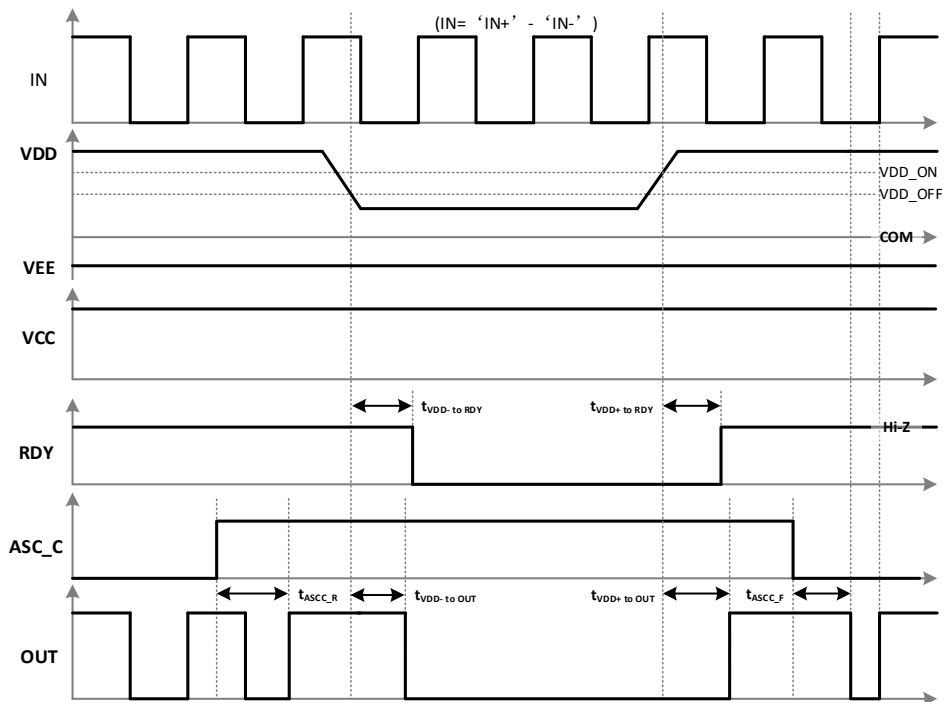 (IN= ‘IN+’ - ‘IN-’ )
IN
VDD
VDD_ON
VDD_OFF
COM
VEE
VCC
tVDD- to RDY
tVDD+ to RDY
Hi-Z
RDY
ASC_C
tASCC_R
tVDD- to OUT
tVDD+ to OUT
tASCC_F
OUT